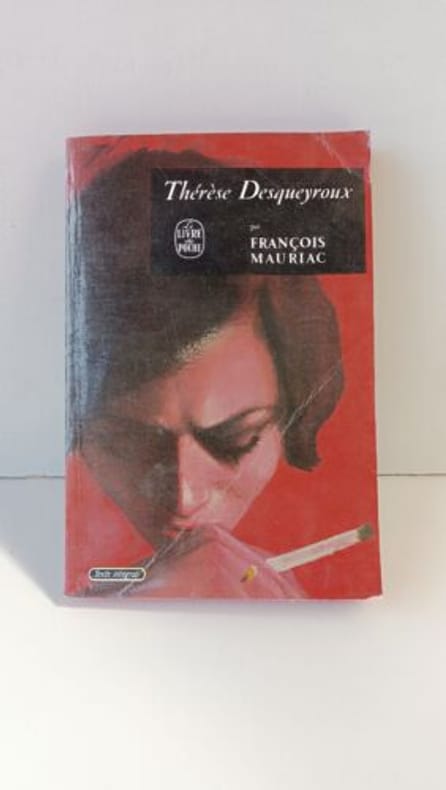 Thérèse Desqueyroux
Le
LIVRE
de
POCHE
par
FRANÇOIS
MAURIAC
Texte intégral